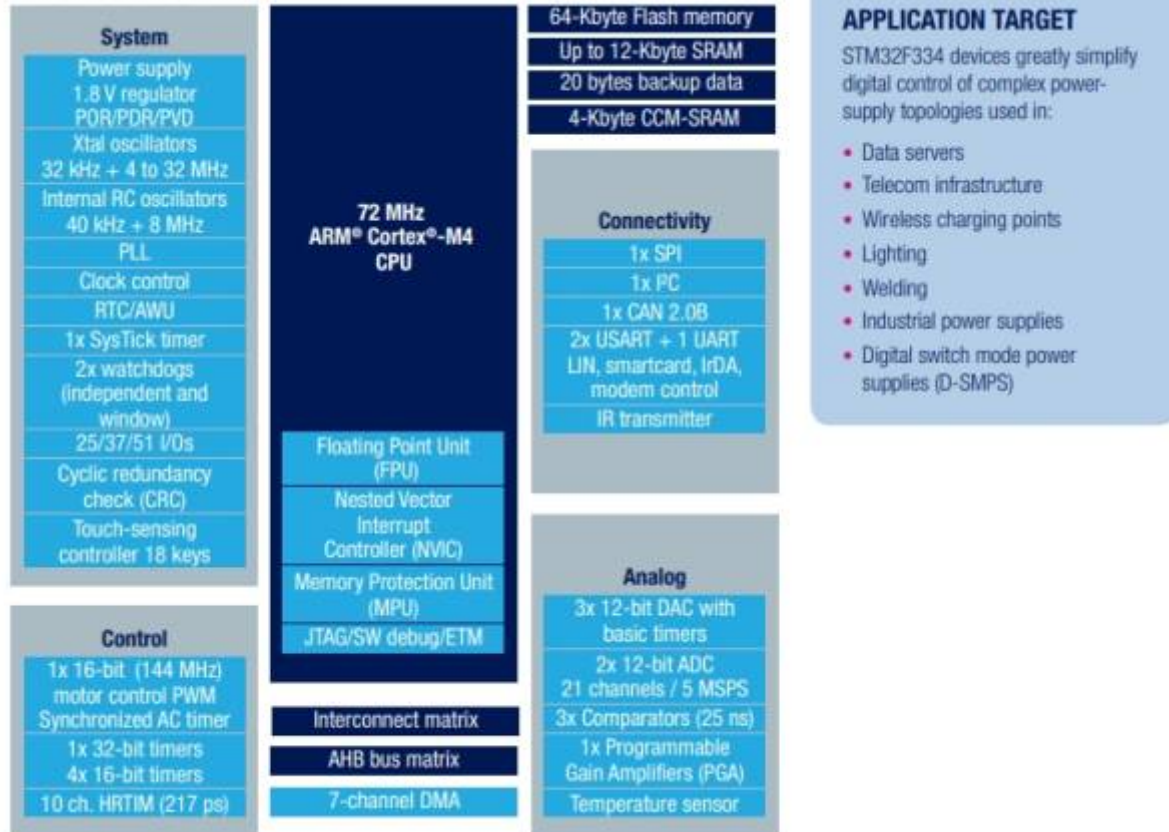 System
Power supply
1.8 V regulator
POR/PDR/PVD
Xtal oscillators
32 kHz + 4 to 32 MHz
Internal RC oscillators
40 kHz + 8 MHz
PLL
Clock control
RTC/AWU
1x SysTick timer
2x watchdogs
(independent and
window)
25/37/51 I/Os
Cyclic redundancy
check (CRC)
Touch-sensing
controller 18 keys
Control
1x 16-bit (144 MHz)
motor control PWM
Synchronized AC timer
1x 32-bit timers
4x 16-bit timers
10 ch. HRTIM (217 ps)
72 MHz
ARM® Cortex®-M4
CPU
Floating Point Unit
(FPU)
Nested Vector
Interrupt
Controller (NVIC)
Memory Protection Unit
(MPU)
JTAG/SW debug/ETM
Interconnect matrix
AHB bus matrix
7-channel DMA
64-Kbyte Flash memory
Up to 12-Kbyte SRAM
20 bytes backup data
4-Kbyte CCM-SRAM
Connectivity
1x SPI
1x I²C
1x CAN 2.0B
2x USART + 1 UART
LIN, smartcard, IrDA,
modem control
IR transmitter
Analog
3x 12-bit DAC with
basic timers
2x 12-bit ADC
21 channels / 5 MSPS
3x Comparators (25 ns)
1x Programmable
Gain Amplifiers (PGA)
Temperature sensor
APPLICATION TARGET
STM32F334 devices greatly simplify
digital control of complex power-
supply topologies used in:
• Data servers
• Telecom infrastructure
• Wireless charging points
• Lighting
• Welding
• Industrial power supplies
• Digital switch mode power
supplies (D-SMPS)